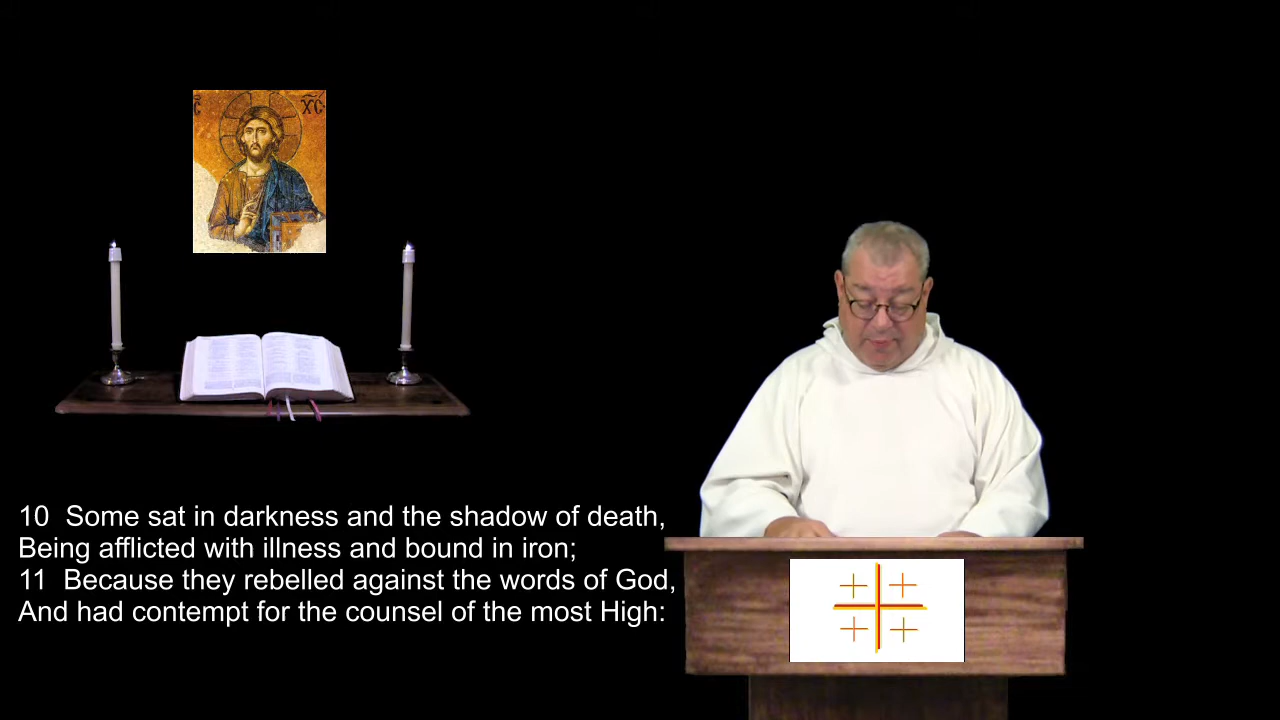 C XC
10 Some sat in darkness and the shadow of death,
Being afflicted with illness and bound in iron;
11 Because they rebelled against the words of God,
And had contempt for the counsel of the most High: